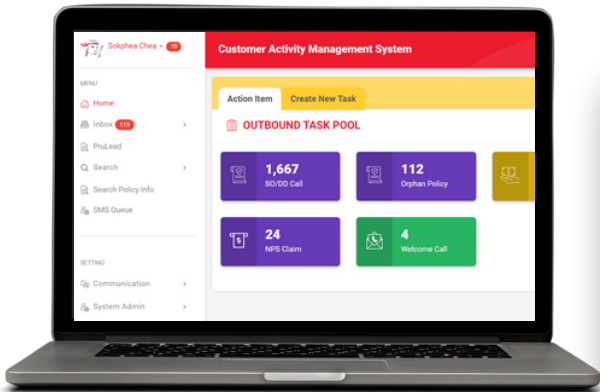 Sokphea Chea
10
Customer Activity Management System
MENU
Home
Inbox 119
PruLead
Search
Search Policy Info
SMS Queue
SETTING
Communication
System Admin
Action Item
Create New Task
OUTBOUND TASK POOL
1,667
SO/DD Call
112
Orphan Policy
24
NPS Claim
4
Welcome Call